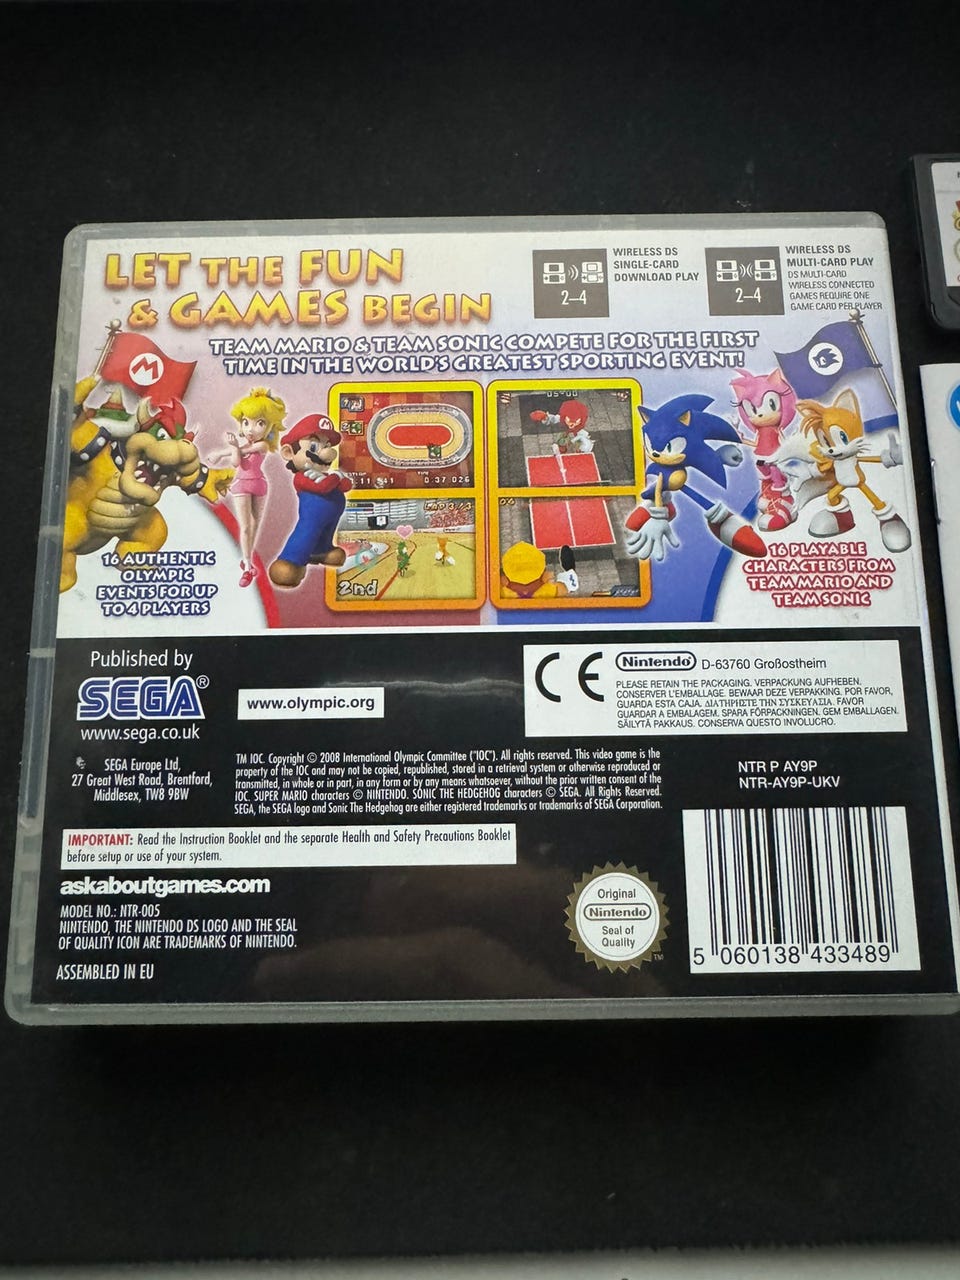 LET THE FUN
& GAMES BEGIN
WIRELESS DS
SINGLE-CARD
DOWNLOAD PLAY
2–4
WIRELESS DS
MULTI-CARD PLAY
DS MULTI-CARD
WIRELESS CONNECTED
GAMES REQUIRE ONE
GAME CARD PER PLAYER
2–4
TEAM MARIO & TEAM SONIC COMPETE FOR THE FIRST
TIME IN THE WORLD'S GREATEST SPORTING EVENT!
M
M
0:37 026
2nd
16 AUTHENTIC
OLYMPIC
EVENTS FOR UP
TO 4 PLAYERS
16 PLAYABLE
CHARACTERS FROM
TEAM MARIO AND
TEAM SONIC
Published by
SEGA®
www.sega.co.uk
www.olympic.org
CE
Nintendo® D-63760 Großostheim
PLEASE RETAIN THE PACKAGING. VERPACKUNG AUFHEBEN.
CONSERVER L'EMBALLAGE. BEWAAR DEZE VERPAKKING. POR FAVOR,
GUARDA ESTA CAJA. ΔΙΑΤΗΡΗΣΤΕ ΤΗΝ ΣΥΣΚΕΥΑΣΙΑ. FAVOR
GUARDAR A EMBALAGEM. SPARA FÖRPACKNINGEN. GEM EMBALLAGEN.
SÄILYTÄ PAKKAUS. CONSERVA QUESTO INVOLUCRO.
SEGA Europe Ltd,
27 Great West Road, Brentford,
Middlesex, TW8 9BW
TM IOC. Copyright © 2008 International Olympic Committee ("IOC"). All rights reserved. This video game is the
property of the IOC and may not be copied, republished, stored in a retrieval system or otherwise reproduced or
transmitted, in whole or in part, in any form or by any means whatsoever, without the prior written consent of the
IOC. SUPER MARIO characters © NINTENDO. SONIC THE HEDGEHOG characters © SEGA. All Rights Reserved.
SEGA, the SEGA logo and Sonic The Hedgehog are either registered trademarks or trademarks of SEGA Corporation.
NTR P AY9P
NTR-AY9P-UKV
IMPORTANT: Read the Instruction Booklet and the separate Health and Safety Precautions Booklet
before setup or use of your system.
askaboutgames.com
MODEL NO.: NTR-005
NINTENDO, THE NINTENDO DS LOGO AND THE SEAL
OF QUALITY ICON ARE TRADEMARKS OF NINTENDO.
ASSEMBLED IN EU
Original
Nintendo
Seal of
Quality
TM
5 060138 433489